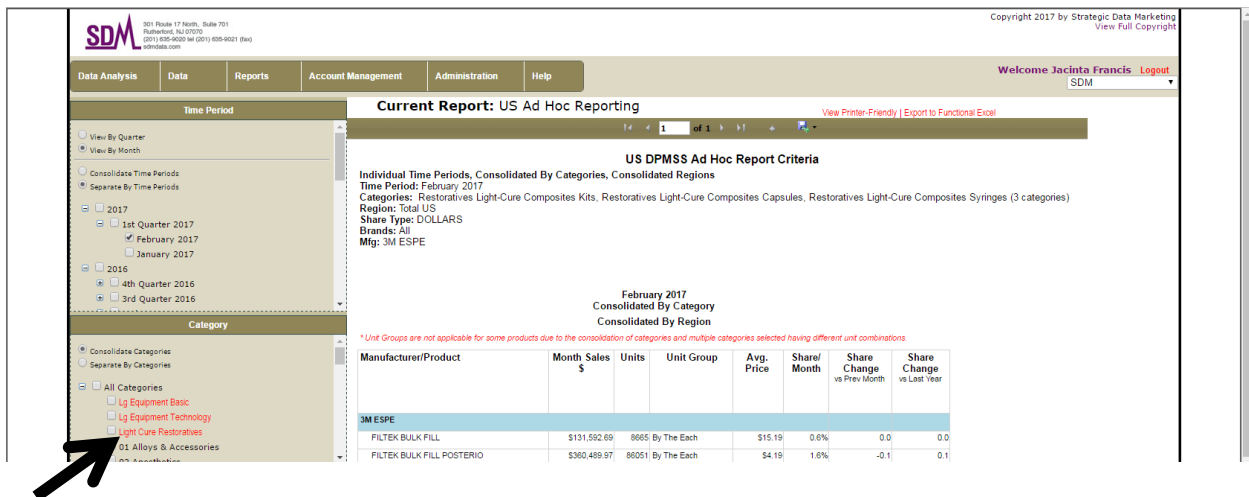 SDM
301 Route 17 North, Suite 701
Rutherford, NJ 07070
(201) 635-9020 tel (201) 635-9021 (fax)
sdmdata.com
Copyright 2017 by Strategic Data Marketing
View Full Copyright
Data Analysis Data Reports Account Management Administration Help
Welcome Jacinta Francis Logout
SDM
Time Period
View By Quarter
View By Month
Consolidate Time Periods
Separate By Time Periods
2017
1st Quarter 2017
February 2017
January 2017
2016
4th Quarter 2016
3rd Quarter 2016
Category
Consolidate Categories
Separate By Categories
All Categories
Lg Equipment Basic
Lg Equipment Technology
Light Cure Restoratives
01 Alloys & Accessories
Current Report: US Ad Hoc Reporting
View Printer-Friendly | Export to Functional Excel
1 of 1
US DPMSS Ad Hoc Report Criteria
Individual Time Periods, Consolidated By Categories, Consolidated Regions
Time Period: February 2017
Categories: Restoratives Light-Cure Composites Kits, Restoratives Light-Cure Composites Capsules, Restoratives Light-Cure Composites Syringes (3 categories)
Region: Total US
Share Type: DOLLARS
Brands: All
Mfg: 3M ESPE
February 2017
Consolidated By Category
Consolidated By Region
* Unit Groups are not applicable for some products due to the consolidation of categories and multiple categories selected having different unit combinations.
Manufacturer/Product Month Sales Units Unit Group Avg. Share/ Share Share
$ Price Month Change Change
vs Prev Month vs Last Year
3M ESPE
FILTEK BULK FILL $131,592.69 8665 By The Each $15.19 0.6% 0.0 0.0
FILTEK BULK FILL POSTERIO $360,489.97 86051 By The Each $4.19 1.6% -0.1 0.1